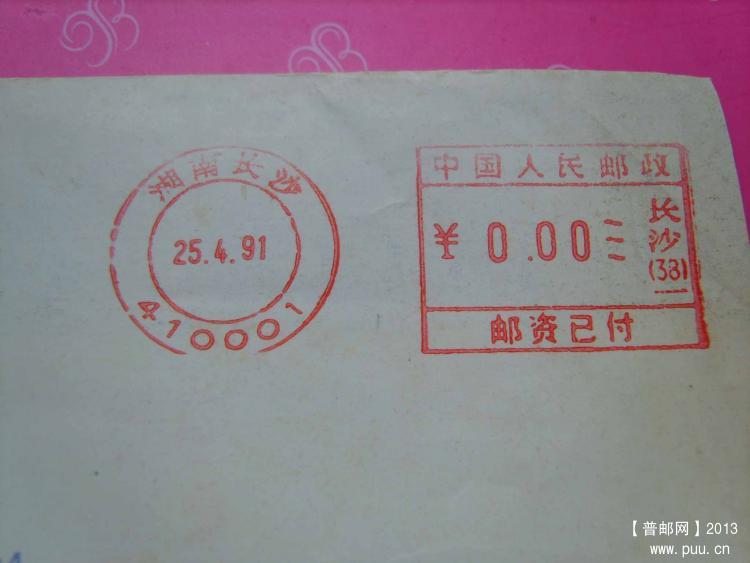 湖南长沙
25.4.91
410001
中国人民邮政
¥ 0.00
长沙
(38)
邮资已付
【普邮网】2013
www.puu.cn